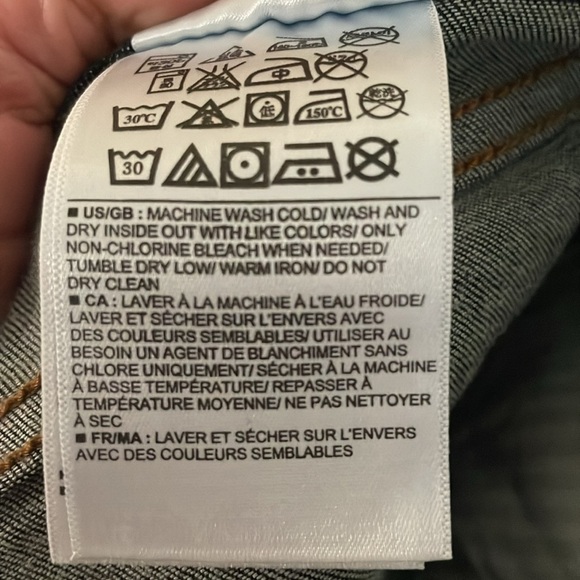 中
30℃ 低 150℃ 乾洗
30
■ US/GB : MACHINE WASH COLD/ WASH AND
DRY INSIDE OUT WITH LIKE COLORS/ ONLY
NON-CHLORINE BLEACH WHEN NEEDED/
TUMBLE DRY LOW/ WARM IRON/ DO NOT
DRY CLEAN
■ CA : LAVER À LA MACHINE À L'EAU FROIDE/
LAVER ET SÉCHER SUR L'ENVERS AVEC
DES COULEURS SEMBLABLES/ UTILISER AU
BESOIN UN AGENT DE BLANCHIMENT SANS
CHLORE UNIQUEMENT/ SÉCHER À LA MACHINE
À BASSE TEMPÉRATURE/ REPASSER À
TEMPÉRATURE MOYENNE/ NE PAS NETTOYER
À SEC
■ FR/MA : LAVER ET SÉCHER SUR L'ENVERS
AVEC DES COULEURS SEMBLABLES